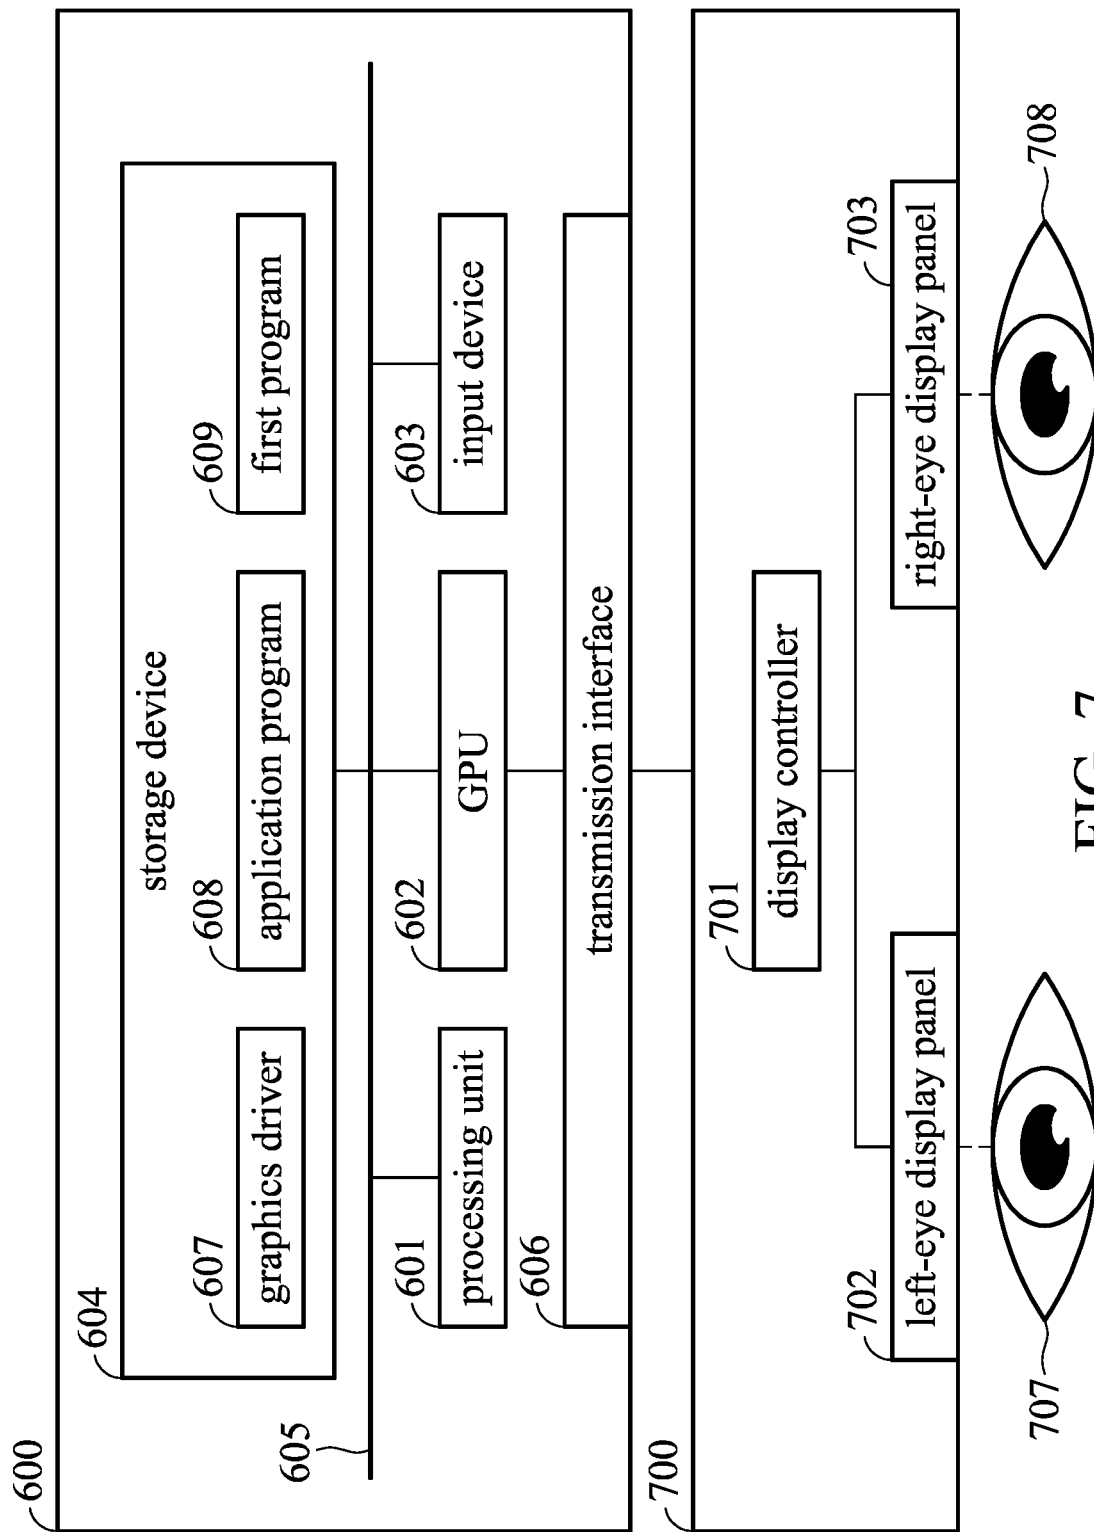 600
604
storage device
607
graphics driver
608
application program
609
first program
605
601
processing unit
602
GPU
603
input device
606
transmission interface
700
701
display controller
702
left-eye display panel
703
right-eye display panel
707
708
FIG. 7